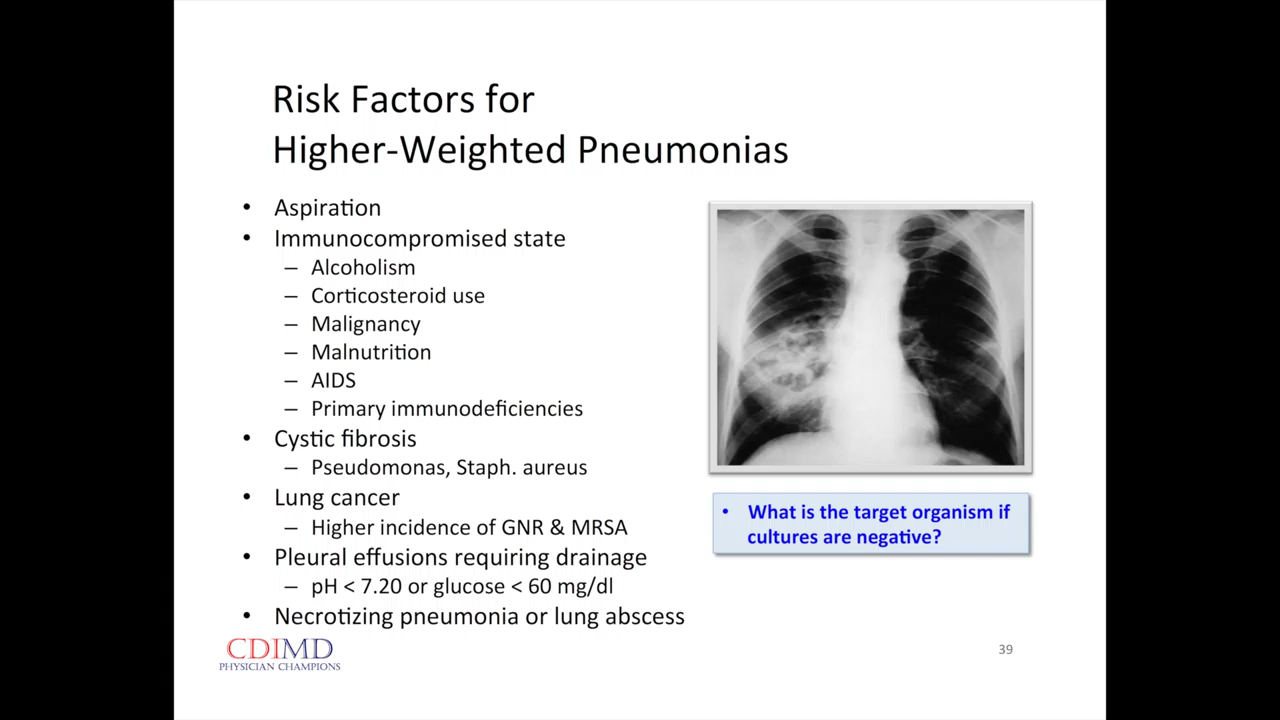 Risk Factors for
Higher-Weighted Pneumonias
• Aspiration
• Immunocompromised state
– Alcoholism
– Corticosteroid use
– Malignancy
– Malnutrition
– AIDS
– Primary immunodeficiencies
• Cystic fibrosis
– Pseudomonas, Staph. aureus
• Lung cancer
– Higher incidence of GNR & MRSA
• Pleural effusions requiring drainage
– pH < 7.20 or glucose < 60 mg/dl
• Necrotizing pneumonia or lung abscess
• What is the target organism if
cultures are negative?
CDIMD
PHYSICIAN CHAMPIONS
39